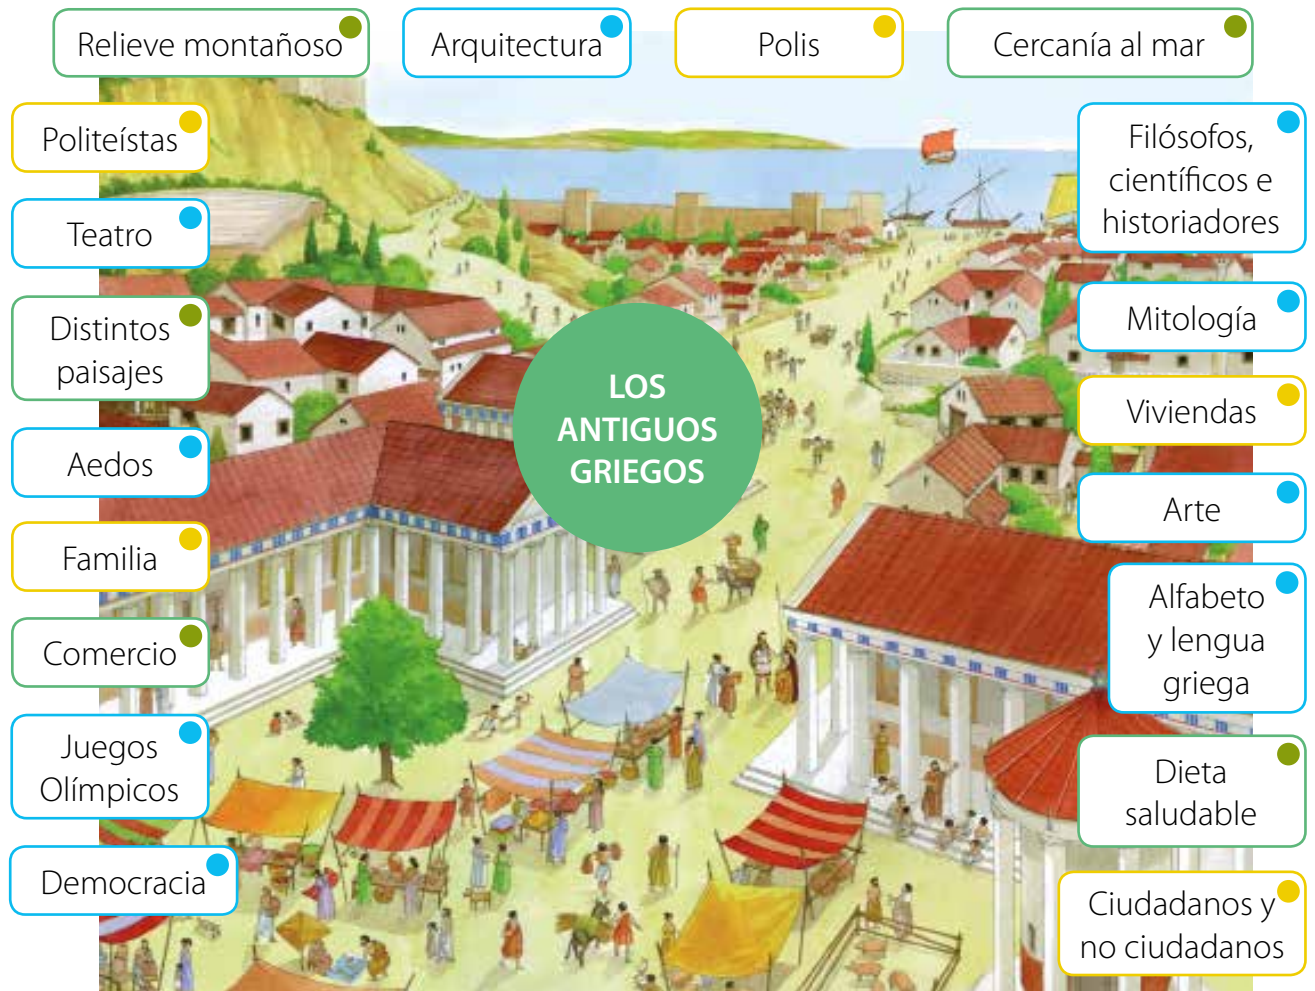 Relieve montañoso
Arquitectura
Polis
Cercanía al mar
Politeístas
Teatro
Distintos
paisajes
Aedos
Familia
Comercio
Juegos
Olímpicos
Democracia
LOS
ANTIGUOS
GRIEGOS
Filósofos,
científicos e
historiadores
Mitología
Viviendas
Arte
Alfabeto
y lengua
griega
Dieta
saludable
Ciudadanos y
no ciudadanos